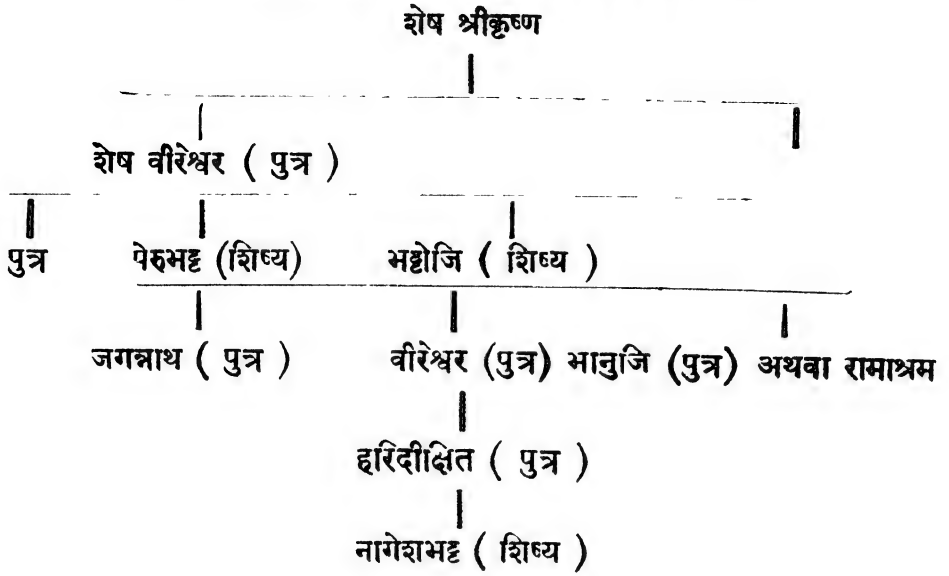 शेष श्रीकृष्ण
शेष वीरेश्वर ( पुत्र )
पुत्र पेरुभट्ट (शिष्य) भट्टोजि ( शिष्य )
जगन्नाथ ( पुत्र ) वीरेश्वर (पुत्र) भानुजि (पुत्र) अथवा रामाश्रम
हरिदीक्षित ( पुत्र )
नागेशभट्ट ( शिष्य )